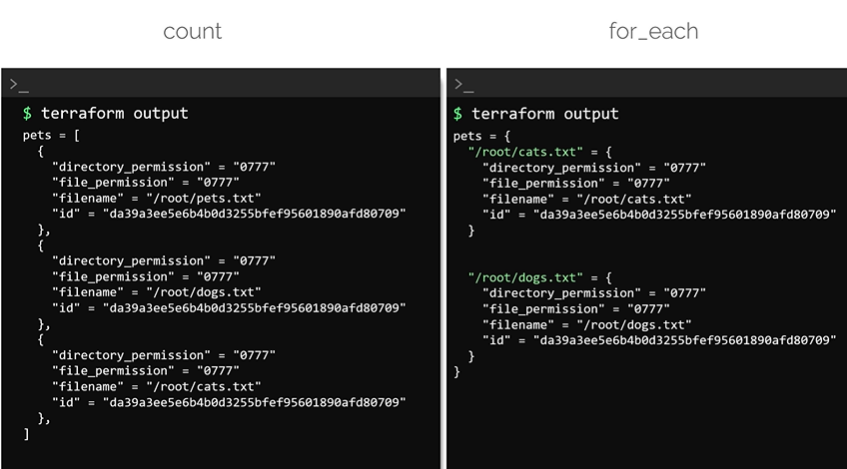 count
>_
$ terraform output
pets = [
  {
    "directory_permission" = "0777"
    "file_permission" = "0777"
    "filename" = "/root/pets.txt"
    "id" = "da39a3ee5e6b4b0d3255bfef95601890afd80709"
  },
  {
    "directory_permission" = "0777"
    "file_permission" = "0777"
    "filename" = "/root/dogs.txt"
    "id" = "da39a3ee5e6b4b0d3255bfef95601890afd80709"
  },
  {
    "directory_permission" = "0777"
    "file_permission" = "0777"
    "filename" = "/root/cats.txt"
    "id" = "da39a3ee5e6b4b0d3255bfef95601890afd80709"
  },
]
for_each
>_
$ terraform output
pets = {
  "/root/cats.txt" = {
    "directory_permission" = "0777"
    "file_permission" = "0777"
    "filename" = "/root/cats.txt"
    "id" = "da39a3ee5e6b4b0d3255bfef95601890afd80709"
  }
  "/root/dogs.txt" = {
    "directory_permission" = "0777"
    "file_permission" = "0777"
    "filename" = "/root/dogs.txt"
    "id" = "da39a3ee5e6b4b0d3255bfef95601890afd80709"
  }
}